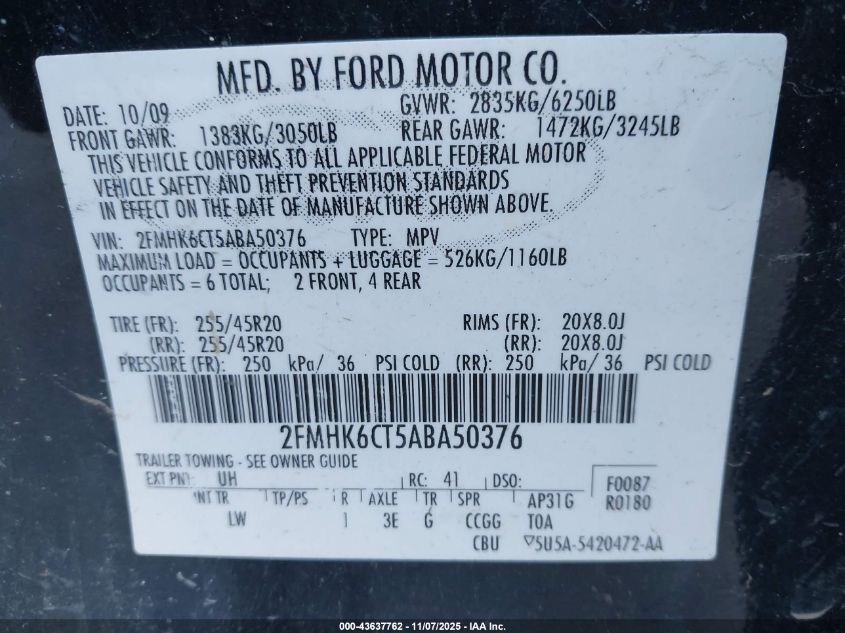 MFD. BY FORD MOTOR CO.
DATE: 10/09 GVWR: 2835KG/6250LB
FRONT GAWR: 1383KG/3050LB REAR GAWR: 1472KG/3245LB
THIS VEHICLE CONFORMS TO ALL APPLICABLE FEDERAL MOTOR
VEHICLE SAFETY AND THEFT PREVENTION STANDARDS
IN EFFECT ON THE DATE OF MANUFACTURE SHOWN ABOVE.
VIN: 2FMHK6CT5ABA50376 TYPE: MPV
MAXIMUM LOAD = OCCUPANTS + LUGGAGE = 526KG/1160LB
OCCUPANTS = 6 TOTAL; 2 FRONT, 4 REAR
TIRE (FR): 255/45R20 RIMS (FR): 20X8.0J
(RR): 255/45R20 (RR): 20X8.0J
PRESSURE (FR): 250 kPa/ 36 PSI COLD (RR): 250 kPa/ 36 PSI COLD
2FMHK6CT5ABA50376
TRAILER TOWING - SEE OWNER GUIDE
EXT PNT: UH RC: 41 DSO: F0087
INT TR TP/PS R AXLE TR SPR AP31G R0180
LW 1 3E G CCGG T0A
CBU ▽5U5A-5420472-AA
000-43637762 - 11/07/2025 - IAA Inc.